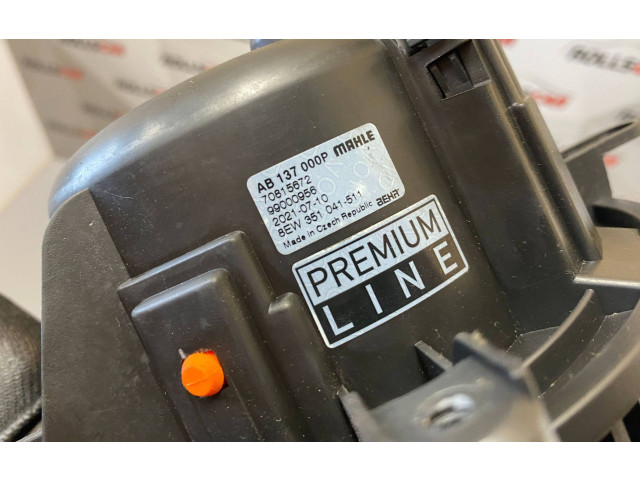 AB 137 000P MAHLE
70815672
99000956
2021-07-10
8EW 351 041-511
Made in Czech Republic BEHR
PREMIUM
LINE